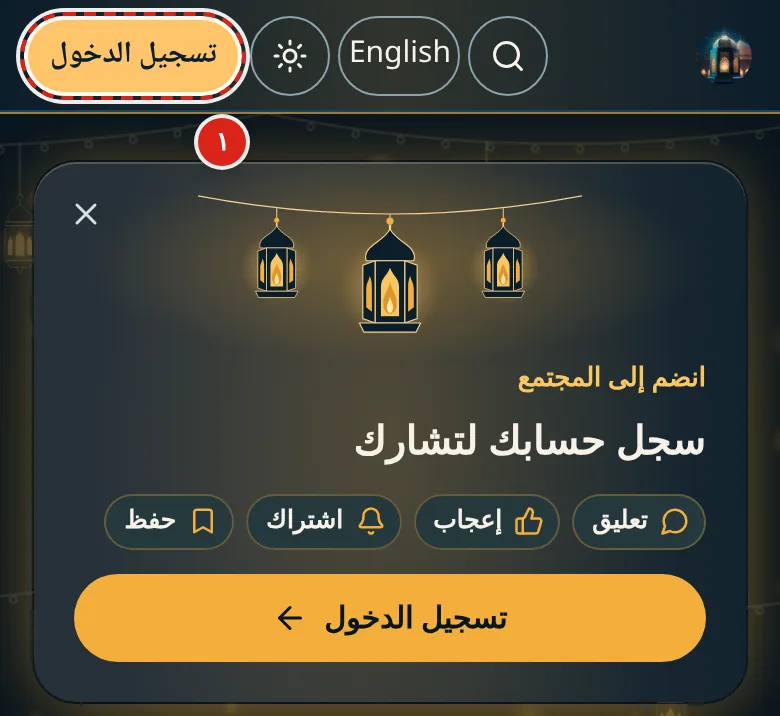 English
تسجيل الدخول
١
انضم إلى المجتمع
سجل حسابك لتشارك
تعليق
إعجاب
اشتراك
حفظ
تسجيل الدخول